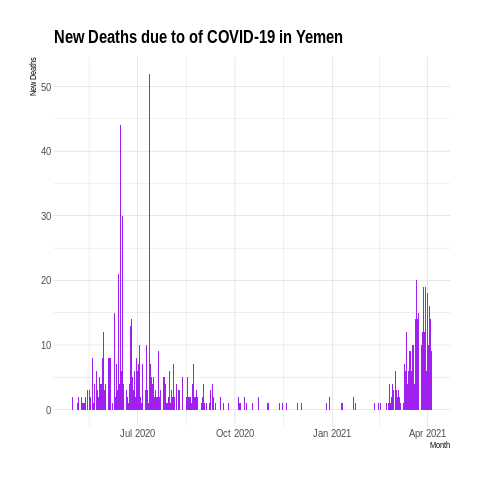 New Deaths due to of COVID-19 in Yemen
New Deaths
50
40
30
20
10
0
Jul 2020 Oct 2020 Jan 2021 Apr 2021
Month